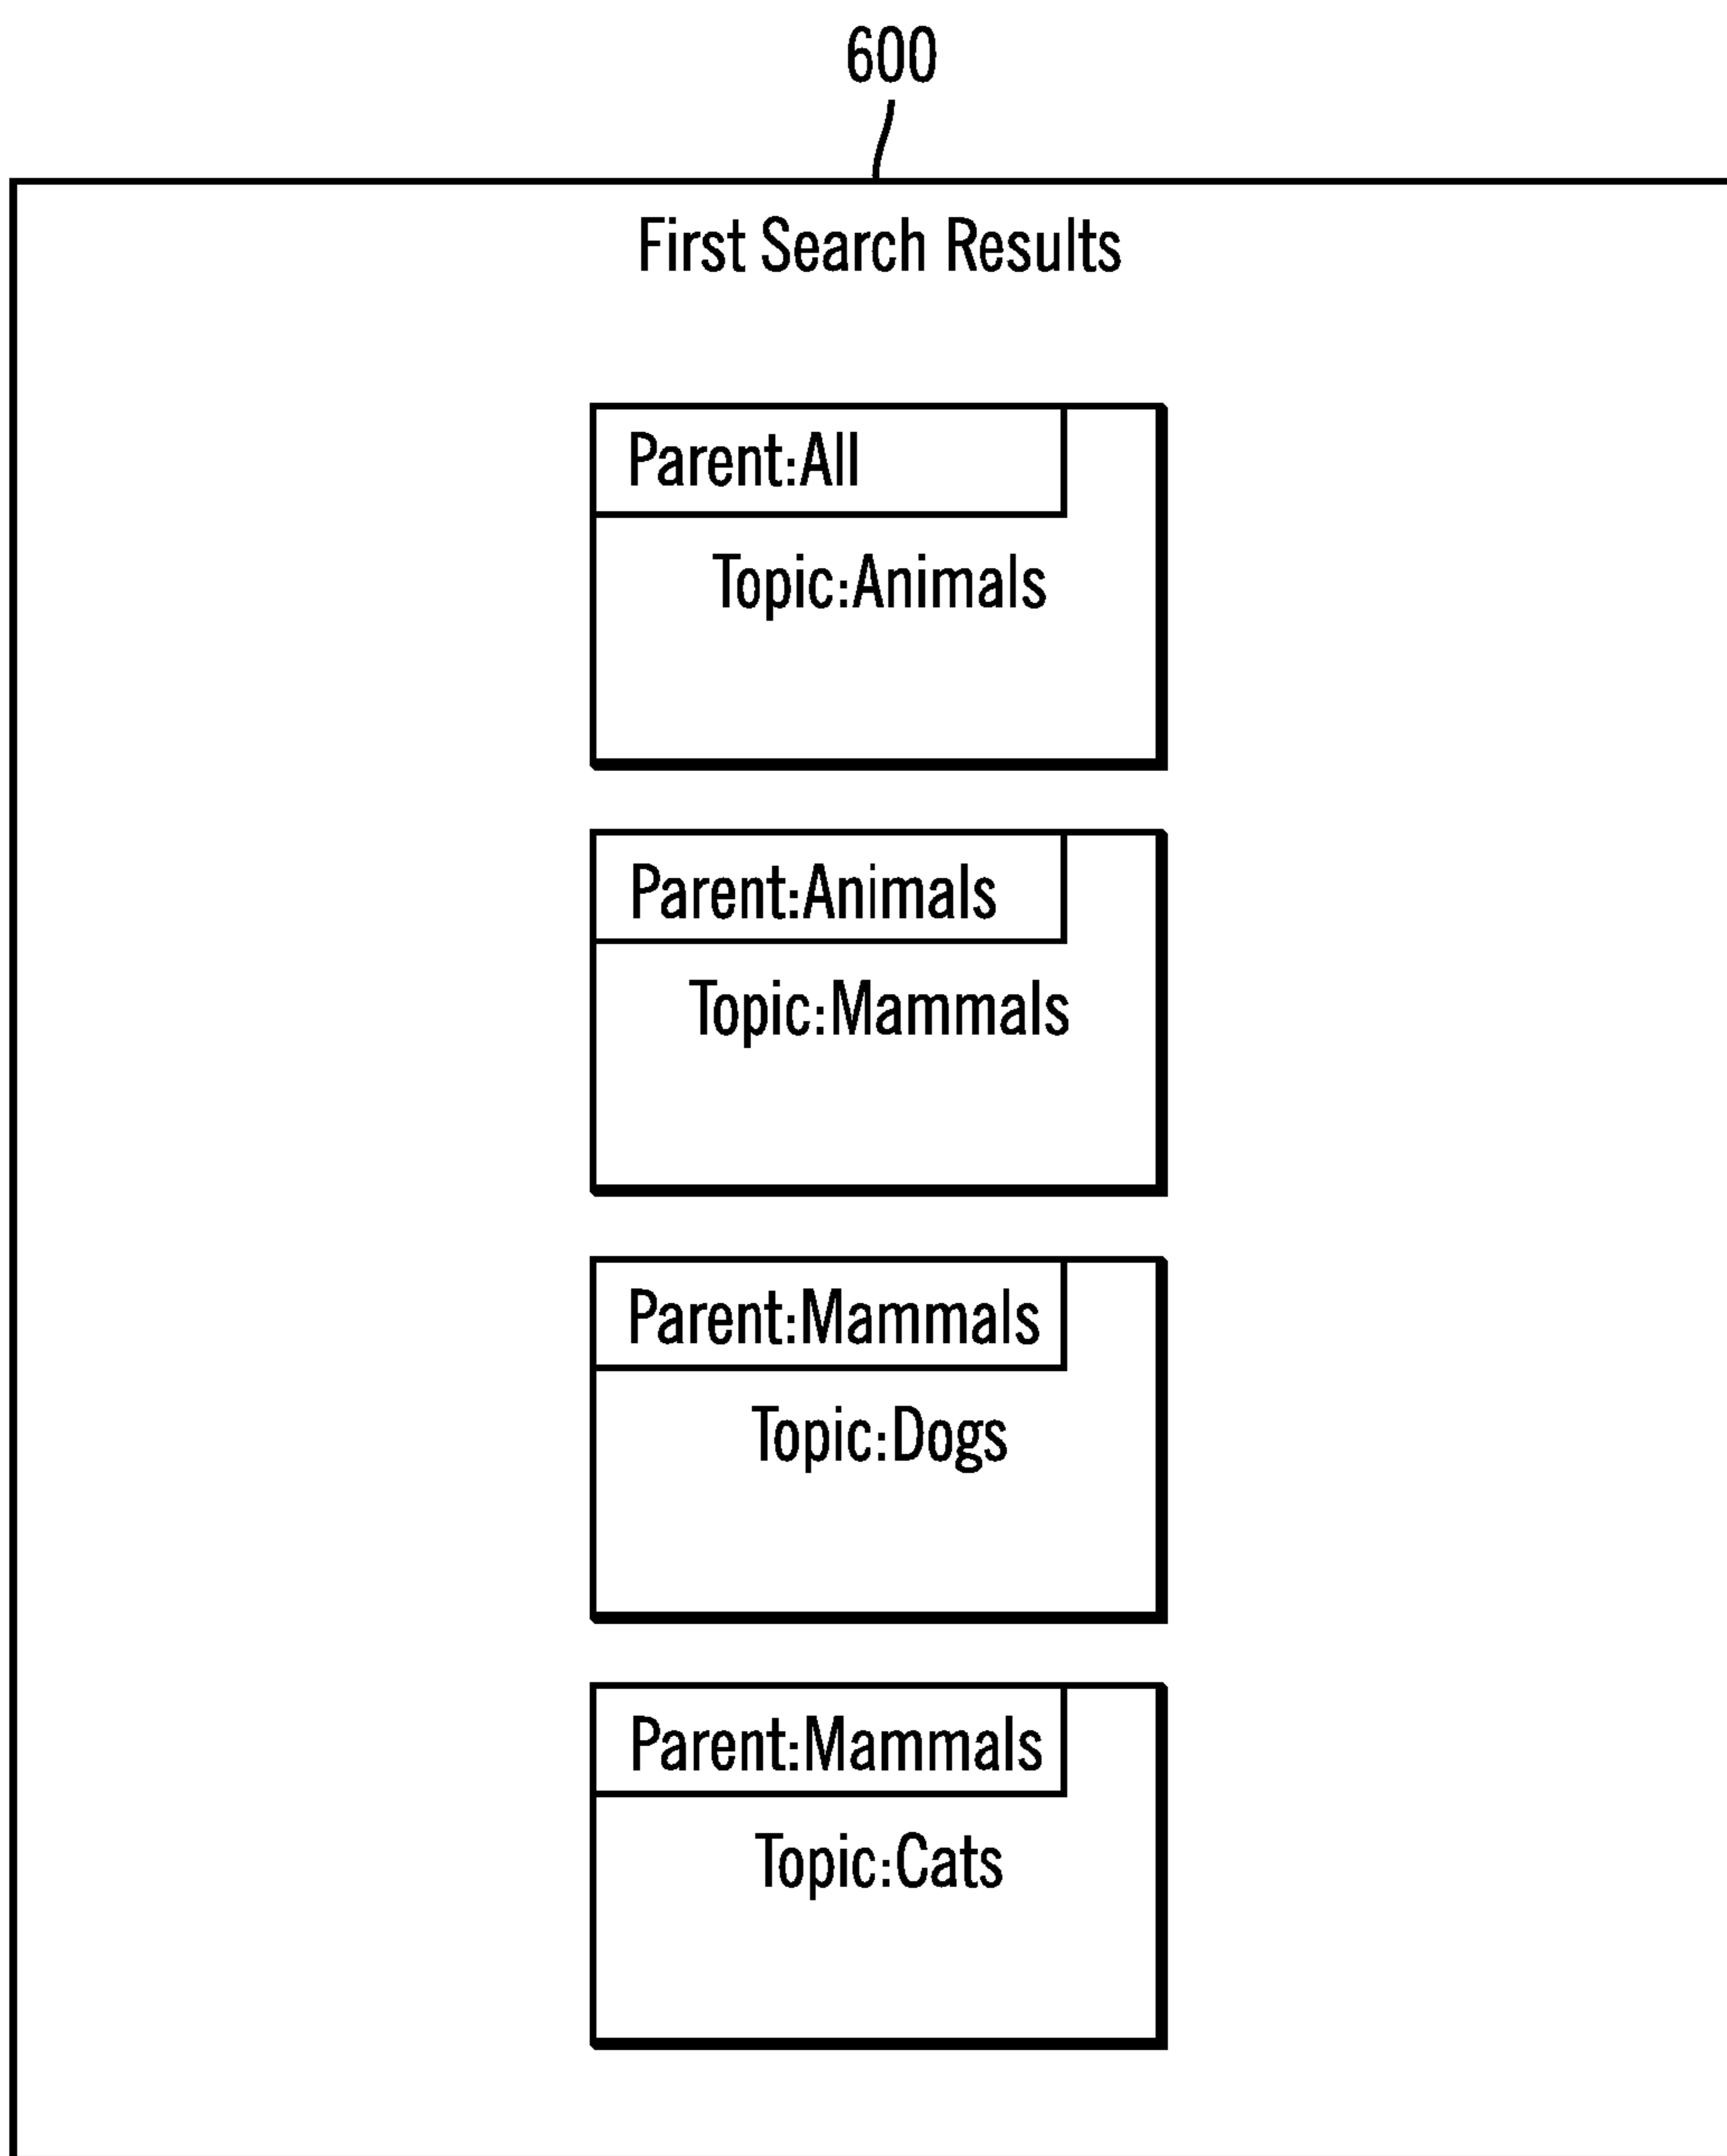 600
First Search Results
Parent:All
Topic:Animals
Parent:Animals
Topic:Mammals
Parent:Mammals
Topic:Dogs
Parent:Mammals
Topic:Cats